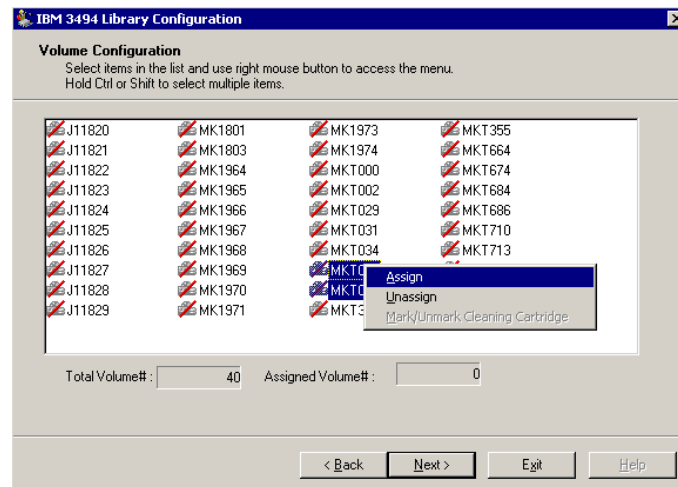 IBM 3494 Library Configuration
Volume Configuration
Select items in the list and use right mouse button to access the menu.
Hold Ctrl or Shift to select multiple items.
J11820 MK1801 MK1973 MKT355
J11821 MK1803 MK1974 MKT664
J11822 MK1964 MKT000 MKT674
J11823 MK1965 MKT002 MKT684
J11824 MK1966 MKT029 MKT686
J11825 MK1967 MKT031 MKT710
J11826 MK1968 MKT034 MKT713
J11827 MK1969
J11828 MK1970
J11829 MK1971
Assign
Unassign
Mark/Unmark Cleaning Cartridge
Total Volume# : 40 Assigned Volume# : 0
< Back Next > Exit Help